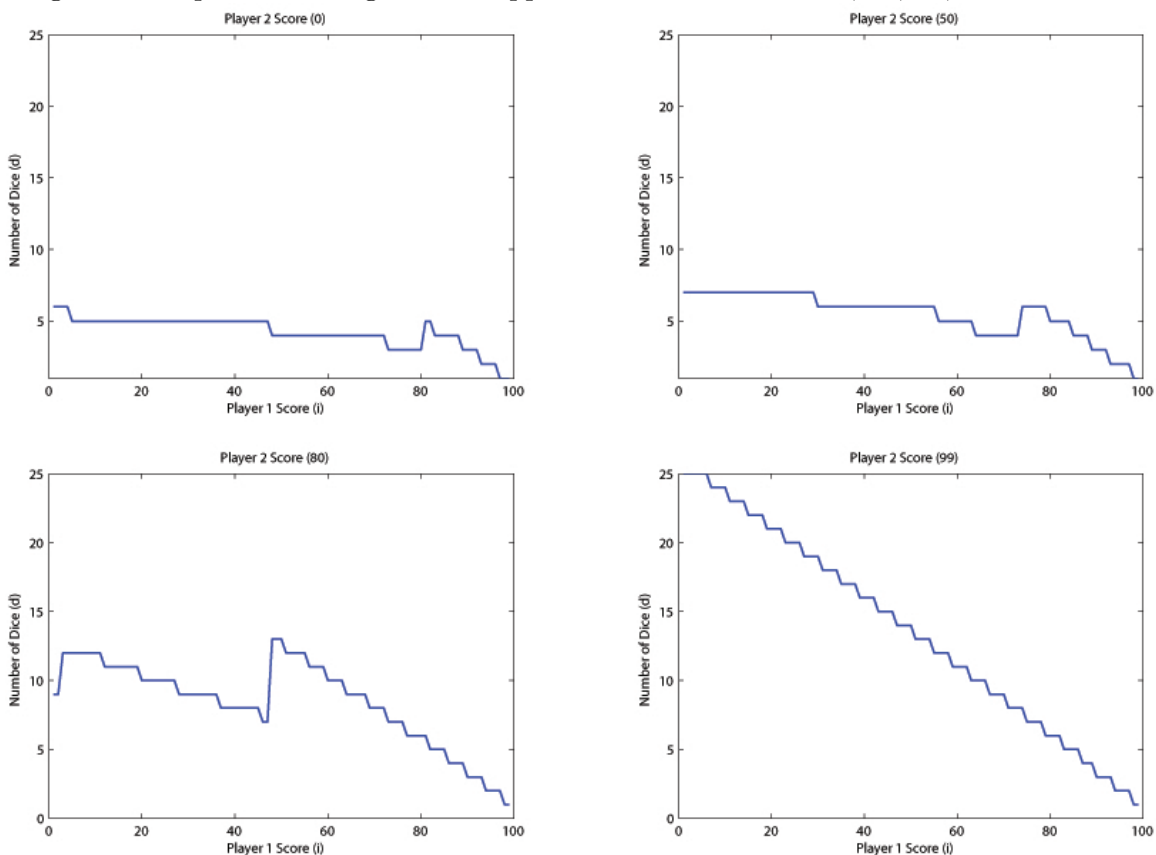 Player 2 Score (0)
25
20
15
10
5
0 20 40 60 80 100
Number of Dice (d)
Player 1 Score (i)
Player 2 Score (50)
25
20
15
10
5
0 20 40 60 80 100
Number of Dice (d)
Player 1 Score (i)
Player 2 Score (80)
25
20
15
10
5
0
0 20 40 60 80 100
Number of Dice (d)
Player 1 Score (i)
Player 2 Score (99)
25
20
15
10
5
0
0 20 40 60 80 100
Number of Dice (d)
Player 1 Score (i)